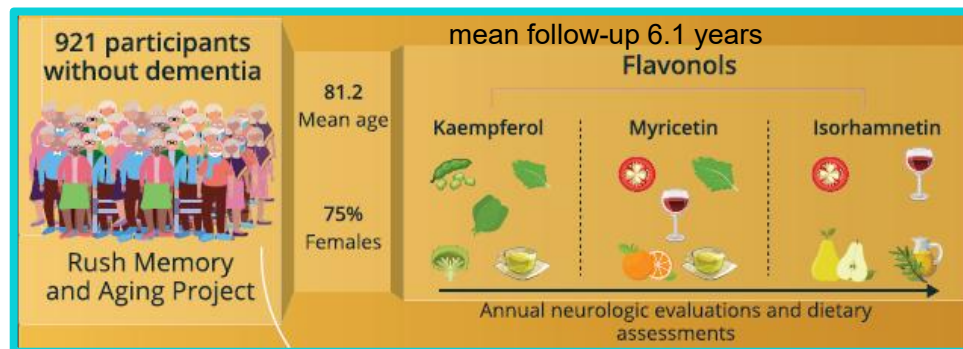 921 participants
without dementia
Rush Memory
and Aging Project
81.2
Mean age
75%
Females
mean follow-up 6.1 years
Flavonols
Kaempferol
Myricetin
Isorhamnetin
Annual neurologic evaluations and dietary
assessments